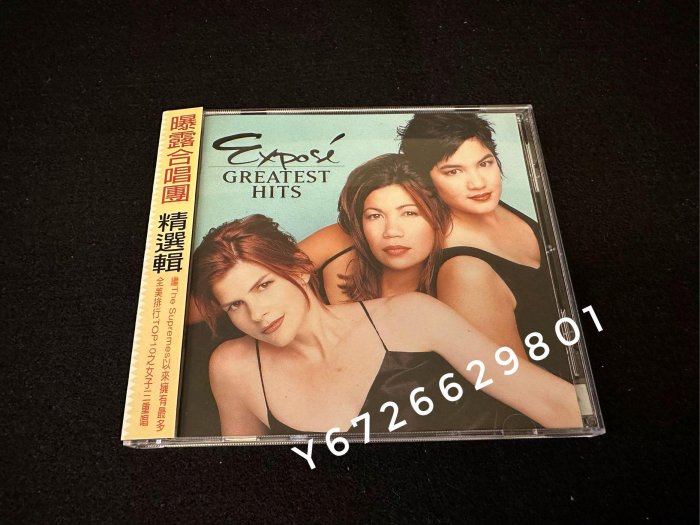 曝露合唱團
精選輯
繼The Supremes以來擁有最多
全美排行TOP10之女子三重唱
Exposé
GREATEST
HITS
Y6726629801